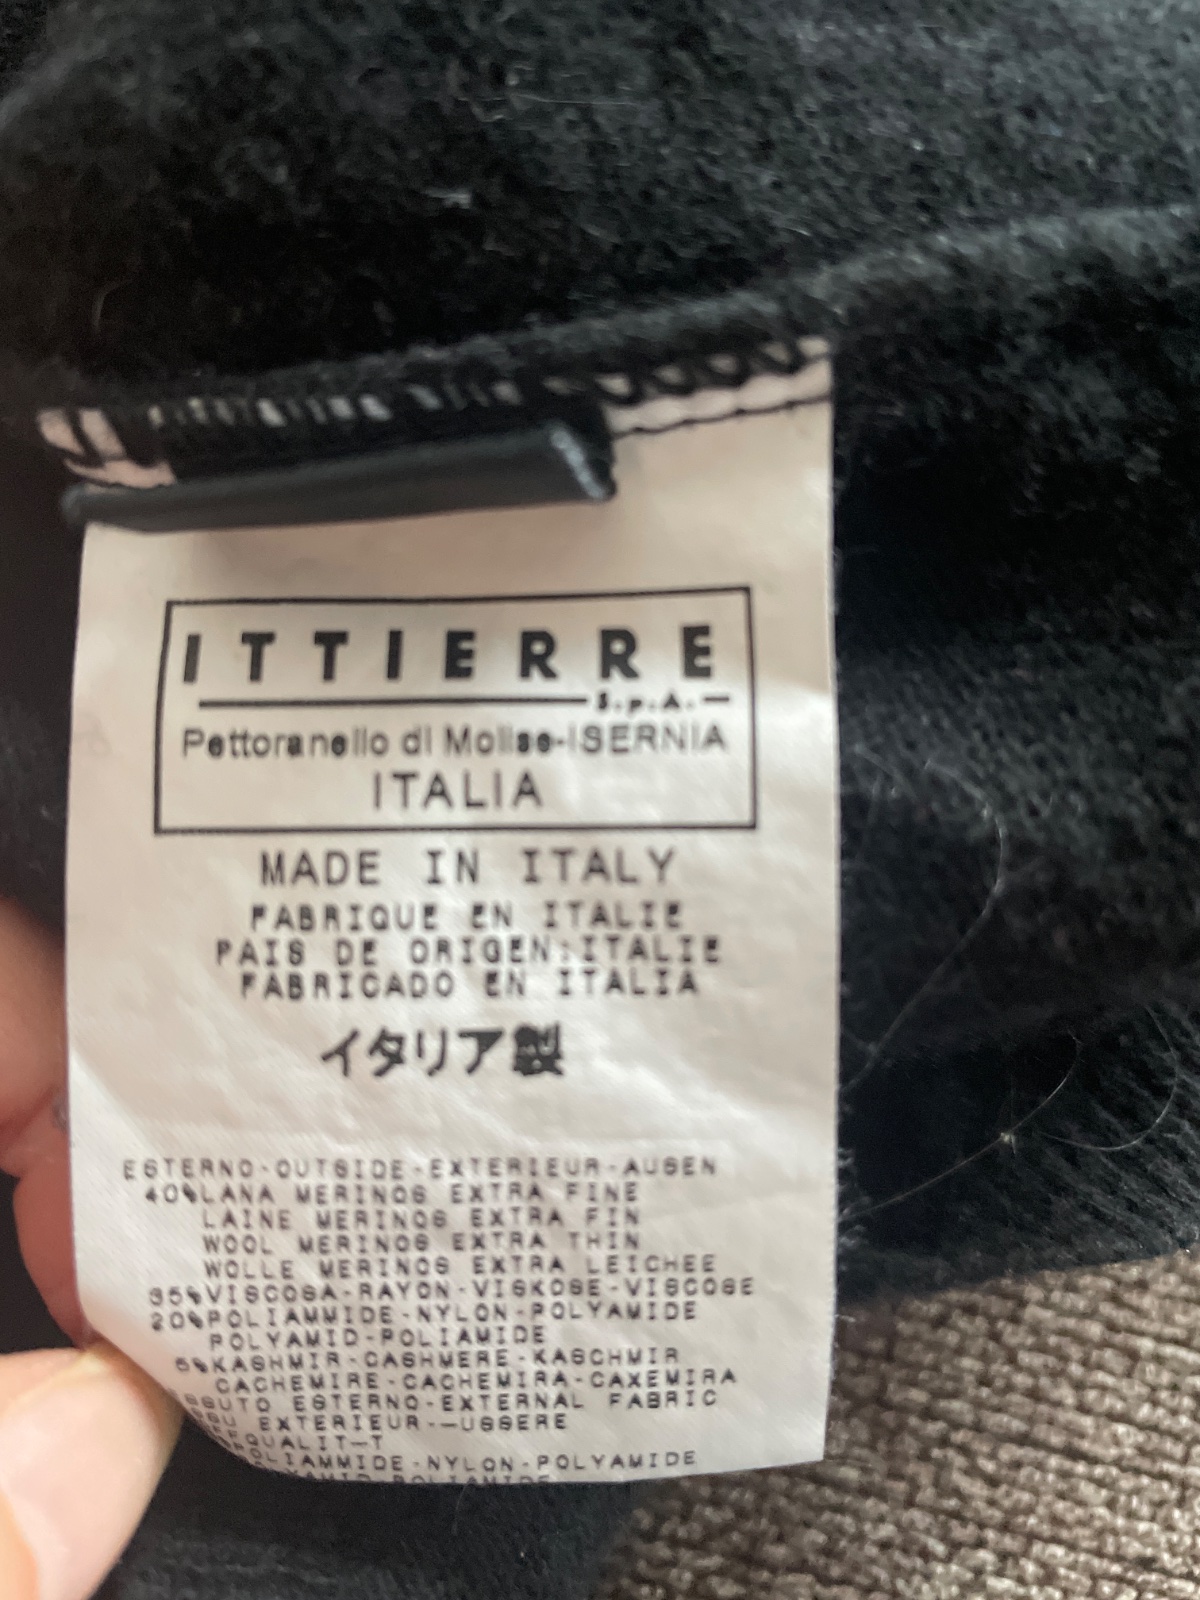 ITTIERRE
S.p.A.
Pettoranello di Molise-ISERNIA
ITALIA
MADE IN ITALY
FABRIQUE EN ITALIE
PAIS DE ORIGEN:ITALIE
FABRICADO EN ITALIA
イタリア製
ESTERNO-OUTSIDE-EXTERIEUR-AUSEN
40%LANA MERINOS EXTRA FINE
LAINE MERINOS EXTRA FIN
WOOL MERINOS EXTRA THIN
WOLLE MERINOS EXTRA LEICHEE
35%VISCOSA-RAYON-VISKOSE-VISCOSE
20%POLIAMMIDE-NYLON-POLYAMIDE
POLYAMID-POLIAMIDE
5%KASHMIR-CASHMERE-KASCHMIR
CACHEMIRE-CACHEMIRA-CAXEMIRA
ESTERNO-EXTERNAL FABRIC
EXTERIEUR-—USSERE
QUALIT—T
POLIAMMIDE-NYLON-POLYAMIDE